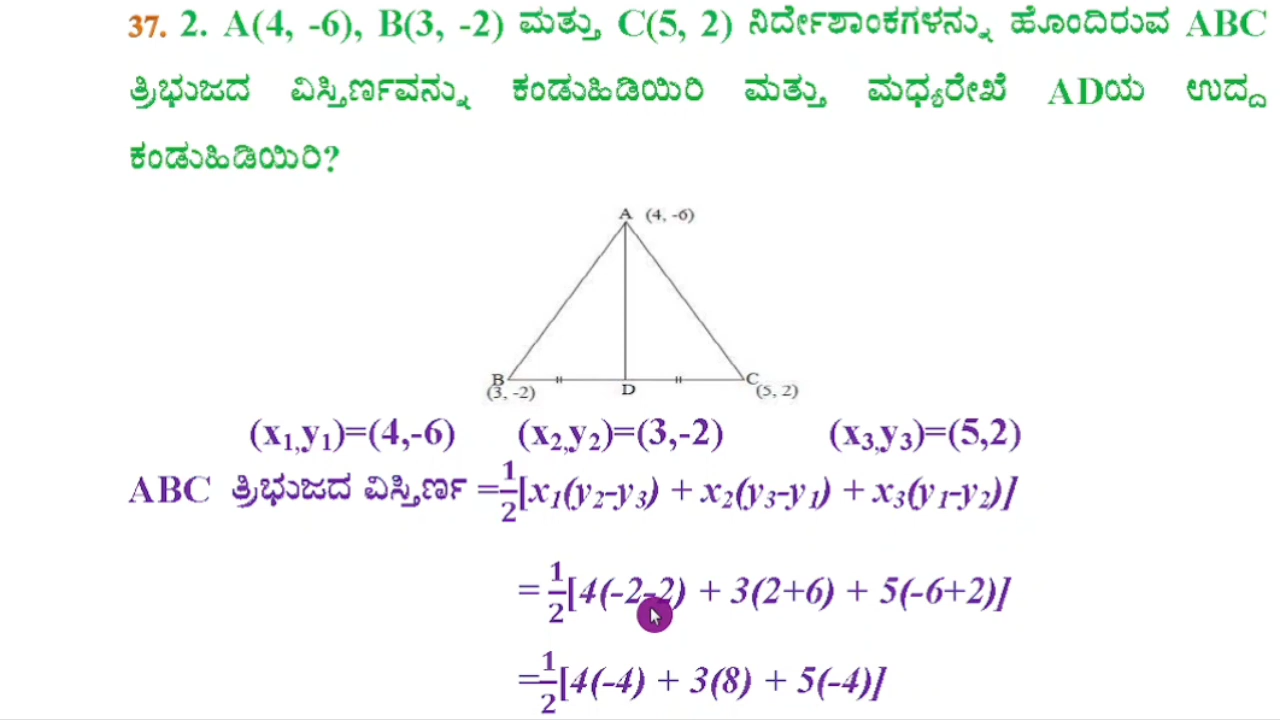 37. 2. A(4, -6), B(3, -2) ಮತ್ತು C(5, 2) ನಿರ್ದೇಶಾಂಕಗಳನ್ನು ಹೊಂದಿರುವ ABC
ತ್ರಿಭುಜದ ವಿಸ್ತಿರ್ಣವನ್ನು ಕಂಡುಹಿಡಿಯಿರಿ ಮತ್ತು ಮಧ್ಯರೇಖೆ ADಯ ಉದ್ದ
ಕಂಡುಹಿಡಿಯಿರಿ?
A (4, -6)
B D C
(3, -2) (5, 2)
(x₁,y₁)=(4,-6) (x₂,y₂)=(3,-2) (x₃,y₃)=(5,2)
ABC ತ್ರಿಭುಜದ ವಿಸ್ತಿರ್ಣ =1/2[x₁(y₂-y₃) + x₂(y₃-y₁) + x₃(y₁-y₂)]
= 1/2[4(-2-2) + 3(2+6) + 5(-6+2)]
=1/2[4(-4) + 3(8) + 5(-4)]